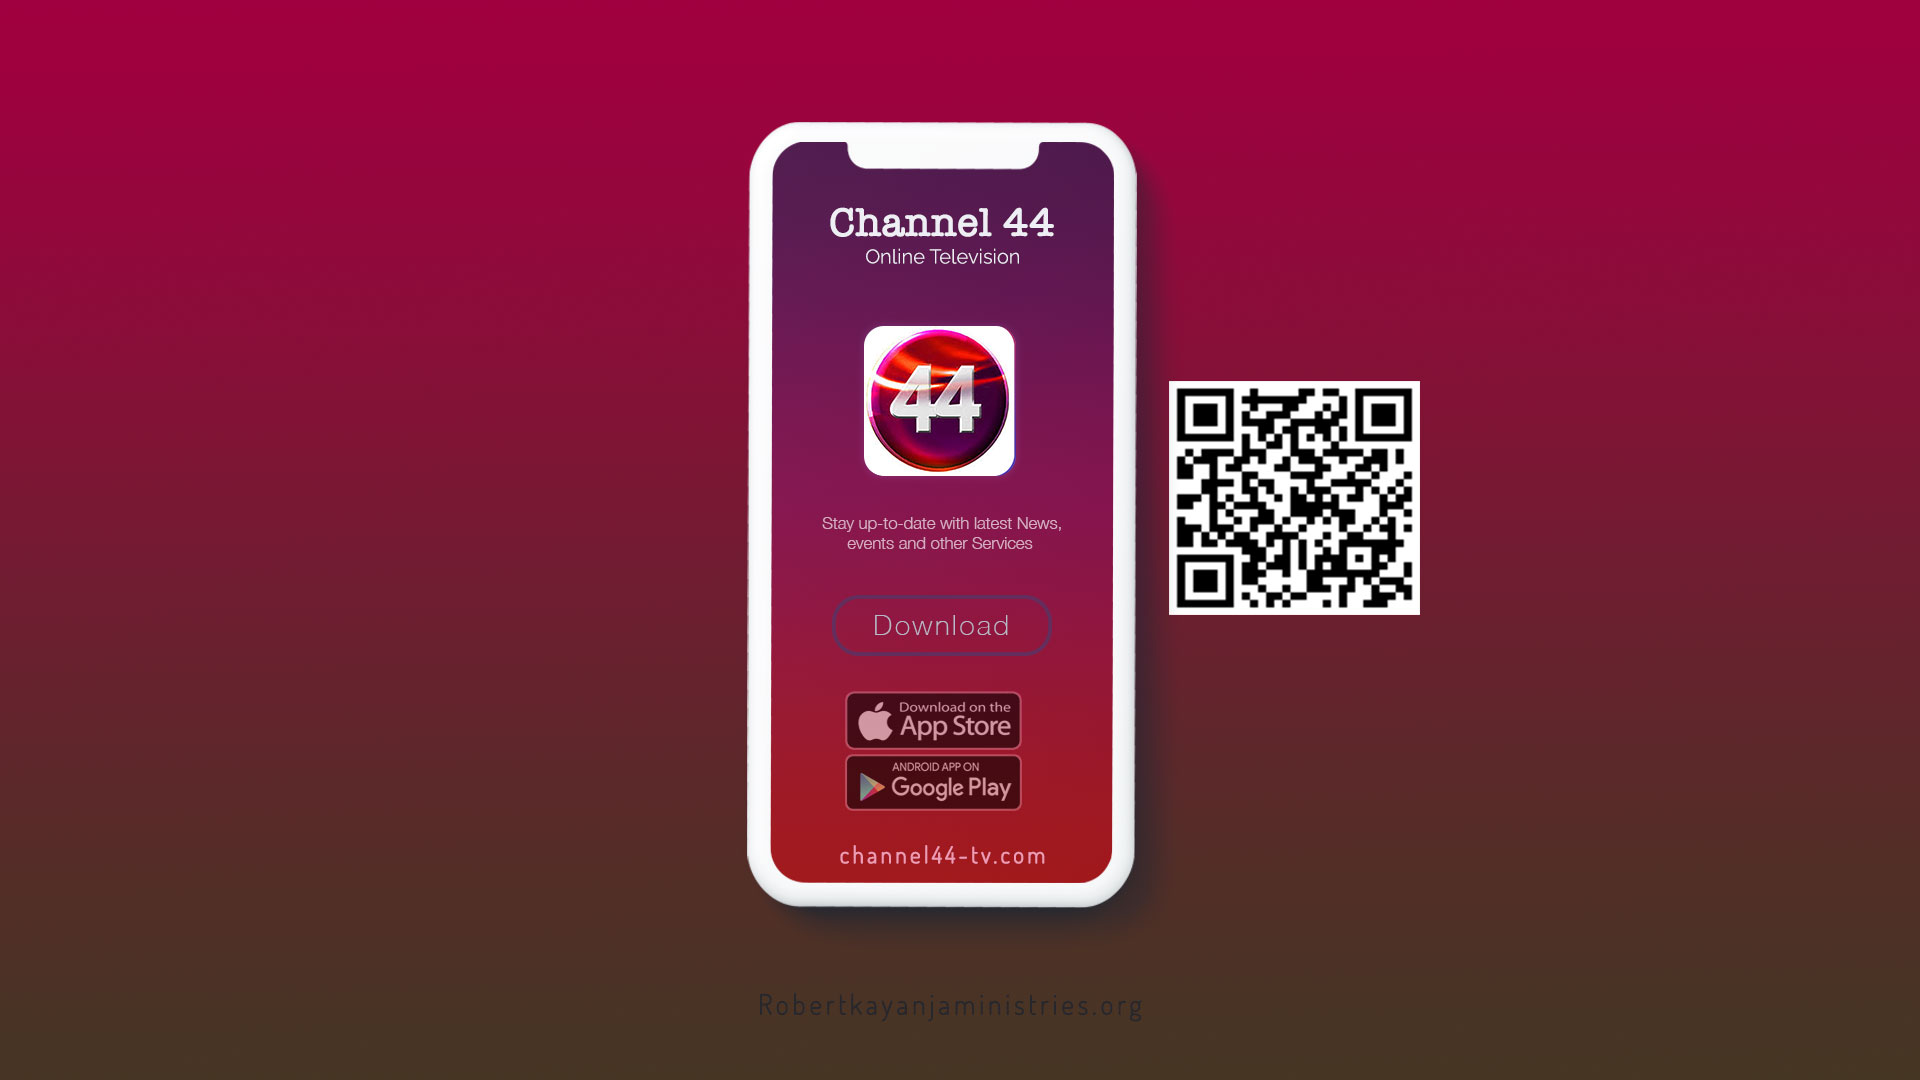 Channel 44
Online Television
44
Stay up-to-date with latest News,
events and other Services
Download
Download on the
App Store
ANDROID APP ON
Google Play
channel44-tv.com
Robertkayanjaministries.org